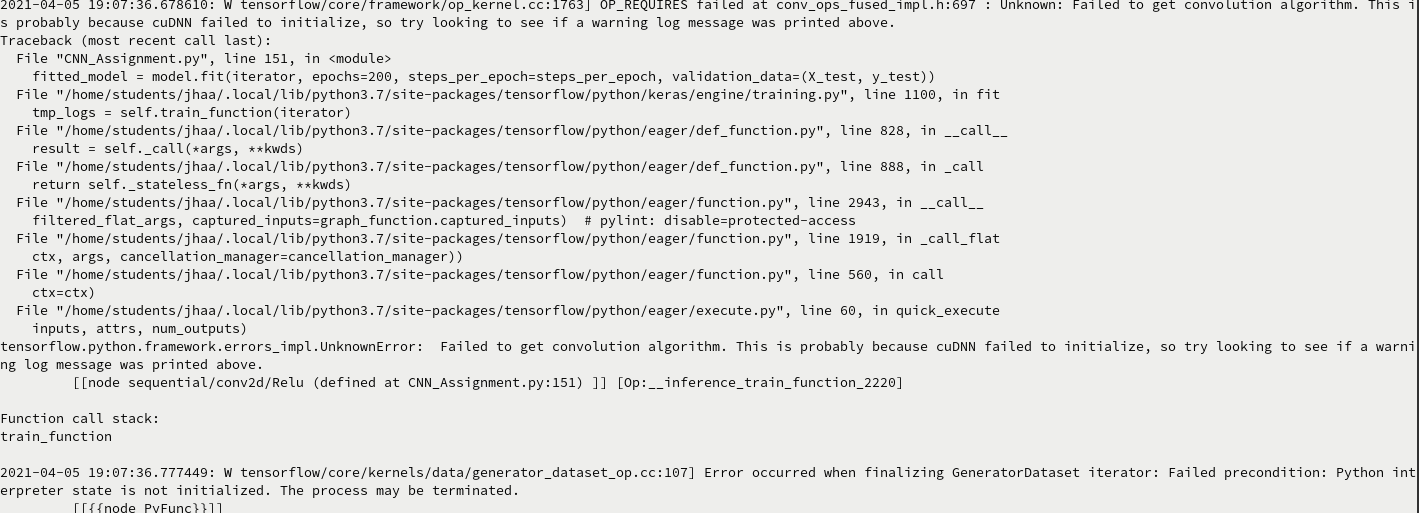 2021-04-05 19:07:36.678610: W tensorflow/core/framework/op_kernel.cc:1763] OP_REQUIRES failed at conv_ops_fused_impl.h:697 : Unknown: Failed to get convolution algorithm. This i
s probably because cuDNN failed to initialize, so try looking to see if a warning log message was printed above.
Traceback (most recent call last):
  File "CNN_Assignment.py", line 151, in <module>
    fitted_model = model.fit(iterator, epochs=200, steps_per_epoch=steps_per_epoch, validation_data=(X_test, y_test))
  File "/home/students/jhaa/.local/lib/python3.7/site-packages/tensorflow/python/keras/engine/training.py", line 1100, in fit
    tmp_logs = self.train_function(iterator)
  File "/home/students/jhaa/.local/lib/python3.7/site-packages/tensorflow/python/eager/def_function.py", line 828, in __call__
    result = self._call(*args, **kwds)
  File "/home/students/jhaa/.local/lib/python3.7/site-packages/tensorflow/python/eager/def_function.py", line 888, in _call
    return self._stateless_fn(*args, **kwds)
  File "/home/students/jhaa/.local/lib/python3.7/site-packages/tensorflow/python/eager/function.py", line 2943, in __call__
    filtered_flat_args, captured_inputs=graph_function.captured_inputs)  # pylint: disable=protected-access
  File "/home/students/jhaa/.local/lib/python3.7/site-packages/tensorflow/python/eager/function.py", line 1919, in _call_flat
    ctx, args, cancellation_manager=cancellation_manager))
  File "/home/students/jhaa/.local/lib/python3.7/site-packages/tensorflow/python/eager/function.py", line 560, in call
    ctx=ctx)
  File "/home/students/jhaa/.local/lib/python3.7/site-packages/tensorflow/python/eager/execute.py", line 60, in quick_execute
    inputs, attrs, num_outputs)
tensorflow.python.framework.errors_impl.UnknownError:  Failed to get convolution algorithm. This is probably because cuDNN failed to initialize, so try looking to see if a warni
ng log message was printed above.
         [[node sequential/conv2d/Relu (defined at CNN_Assignment.py:151) ]] [Op:__inference_train_function_2220]
Function call stack:
train_function
2021-04-05 19:07:36.777449: W tensorflow/core/kernels/data/generator_dataset_op.cc:107] Error occurred when finalizing GeneratorDataset iterator: Failed precondition: Python int
erpreter state is not initialized. The process may be terminated.
         [[{{node PyFunc}}]]